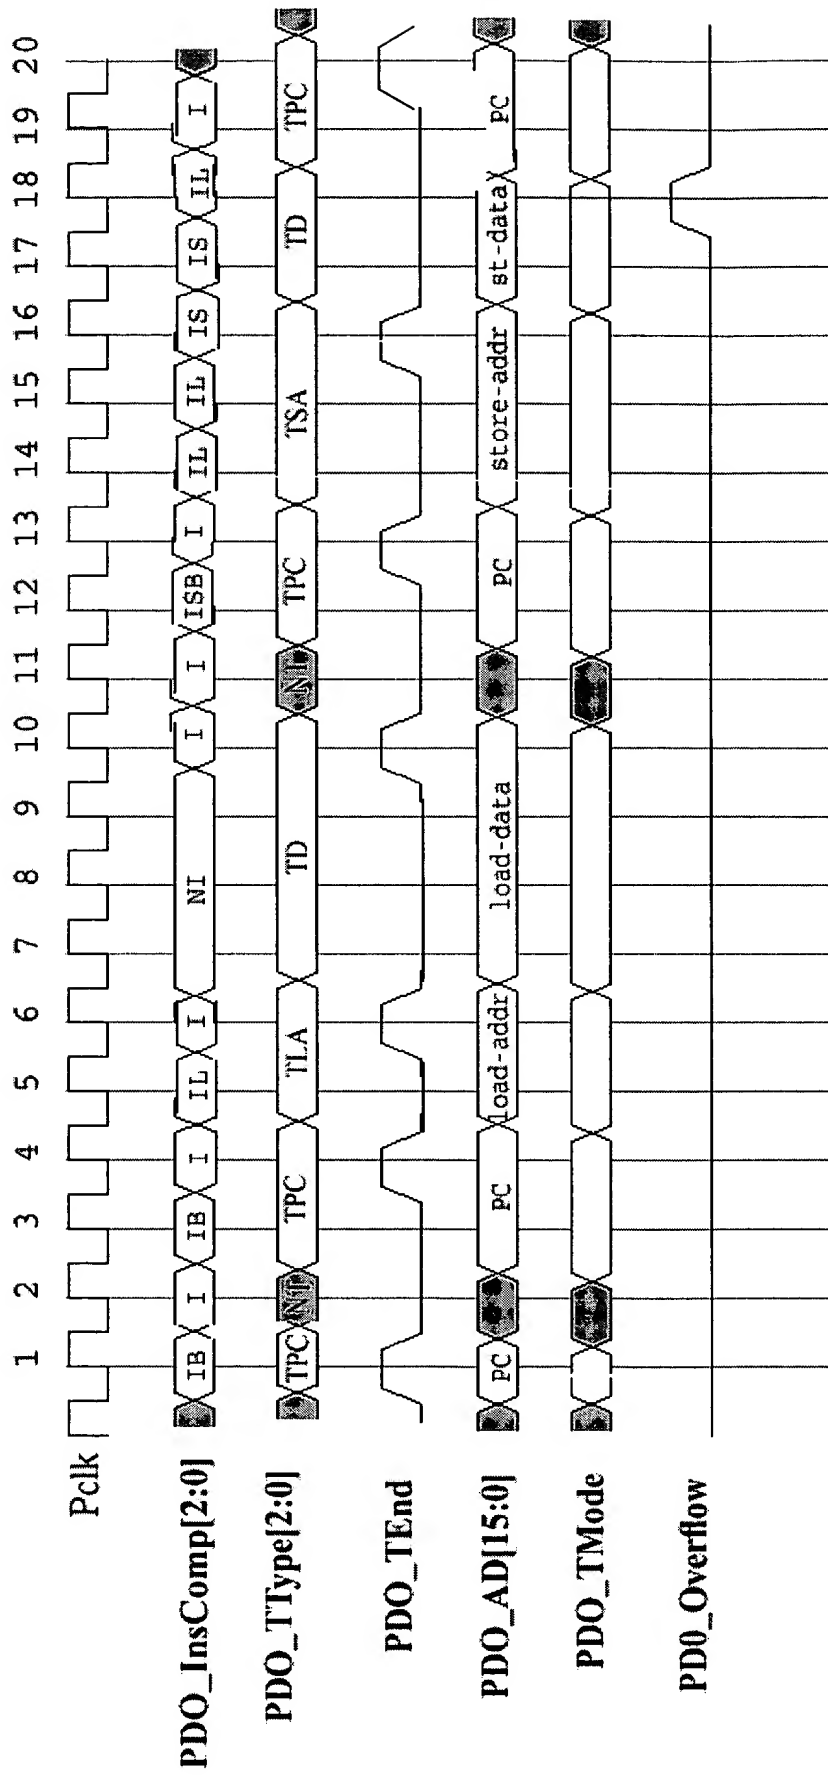 1 2 3 4 5 6 7 8 9 10 11 12 13 14 15 16 17 18 19 20
Pclk
PDO_InsComp[2:0] IB I IB I IL I NI I I ISB I IL IL IS IS IL I
PDO_TType[2:0] TPC NT TPC TLA TD NT TPC TSA TD TPC
PDO_TEnd
PDO_AD[15:0] PC PC load-addr load-data PC store-addr st-data PC
PDO_TMode
PD0_Overflow